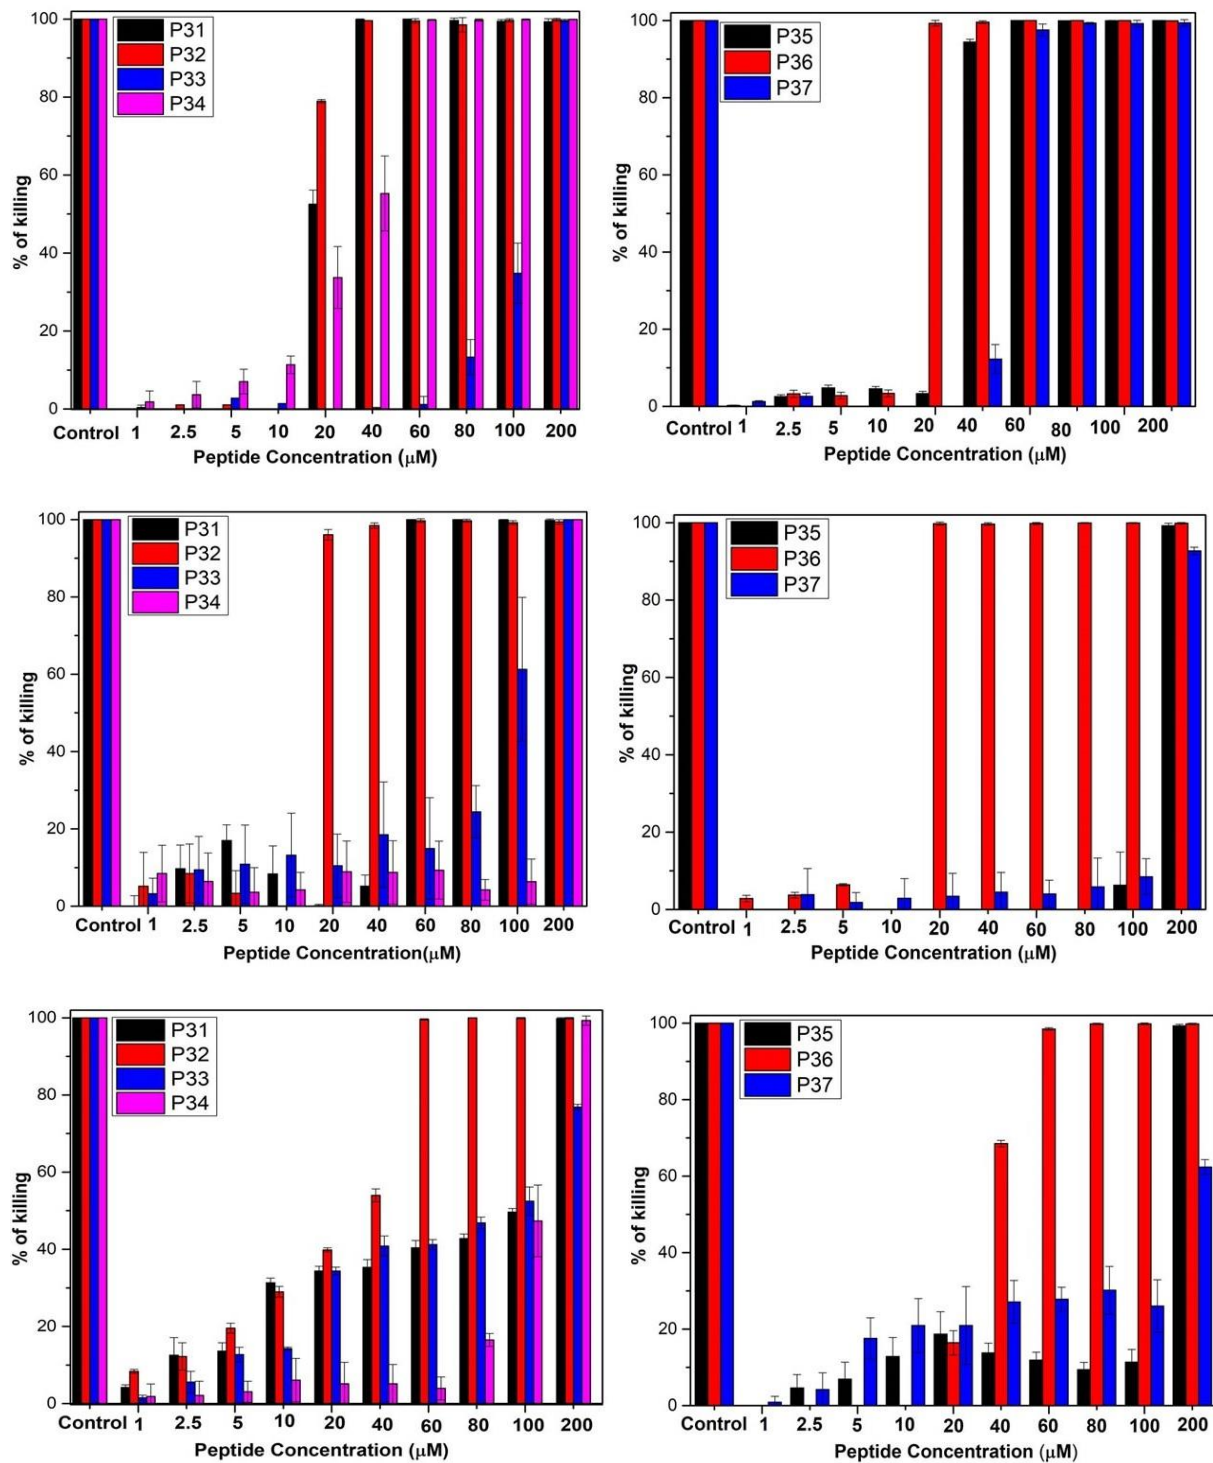 100
80
60
40
20
0
% of killing
P31
P32
P33
P34
Control 1 2.5 5 10 20 40 60 80 100 200
Peptide Concentration (μM)
100
80
60
40
20
0
% of killing
P35
P36
P37
Control 1 2.5 5 10 20 40 60 80 100 200
Peptide Concentration (μM)
100
80
60
40
20
0
% of killing
P31
P32
P33
P34
Control 1 2.5 5 10 20 40 60 80 100 200
Peptide Concentration(μM)
100
80
60
40
20
0
% of killing
P35
P36
P37
Control 1 2.5 5 10 20 40 60 80 100 200
Peptide Concentration (μM)
100
80
60
40
20
0
% of killing
P31
P32
P33
P34
Control 1 2.5 5 10 20 40 60 80 100 200
Peptide Concentration (μM)
100
80
60
40
20
0
% of killing
P35
P36
P37
Control 1 2.5 5 10 20 40 60 80 100 200
Peptide Concentration (μM)